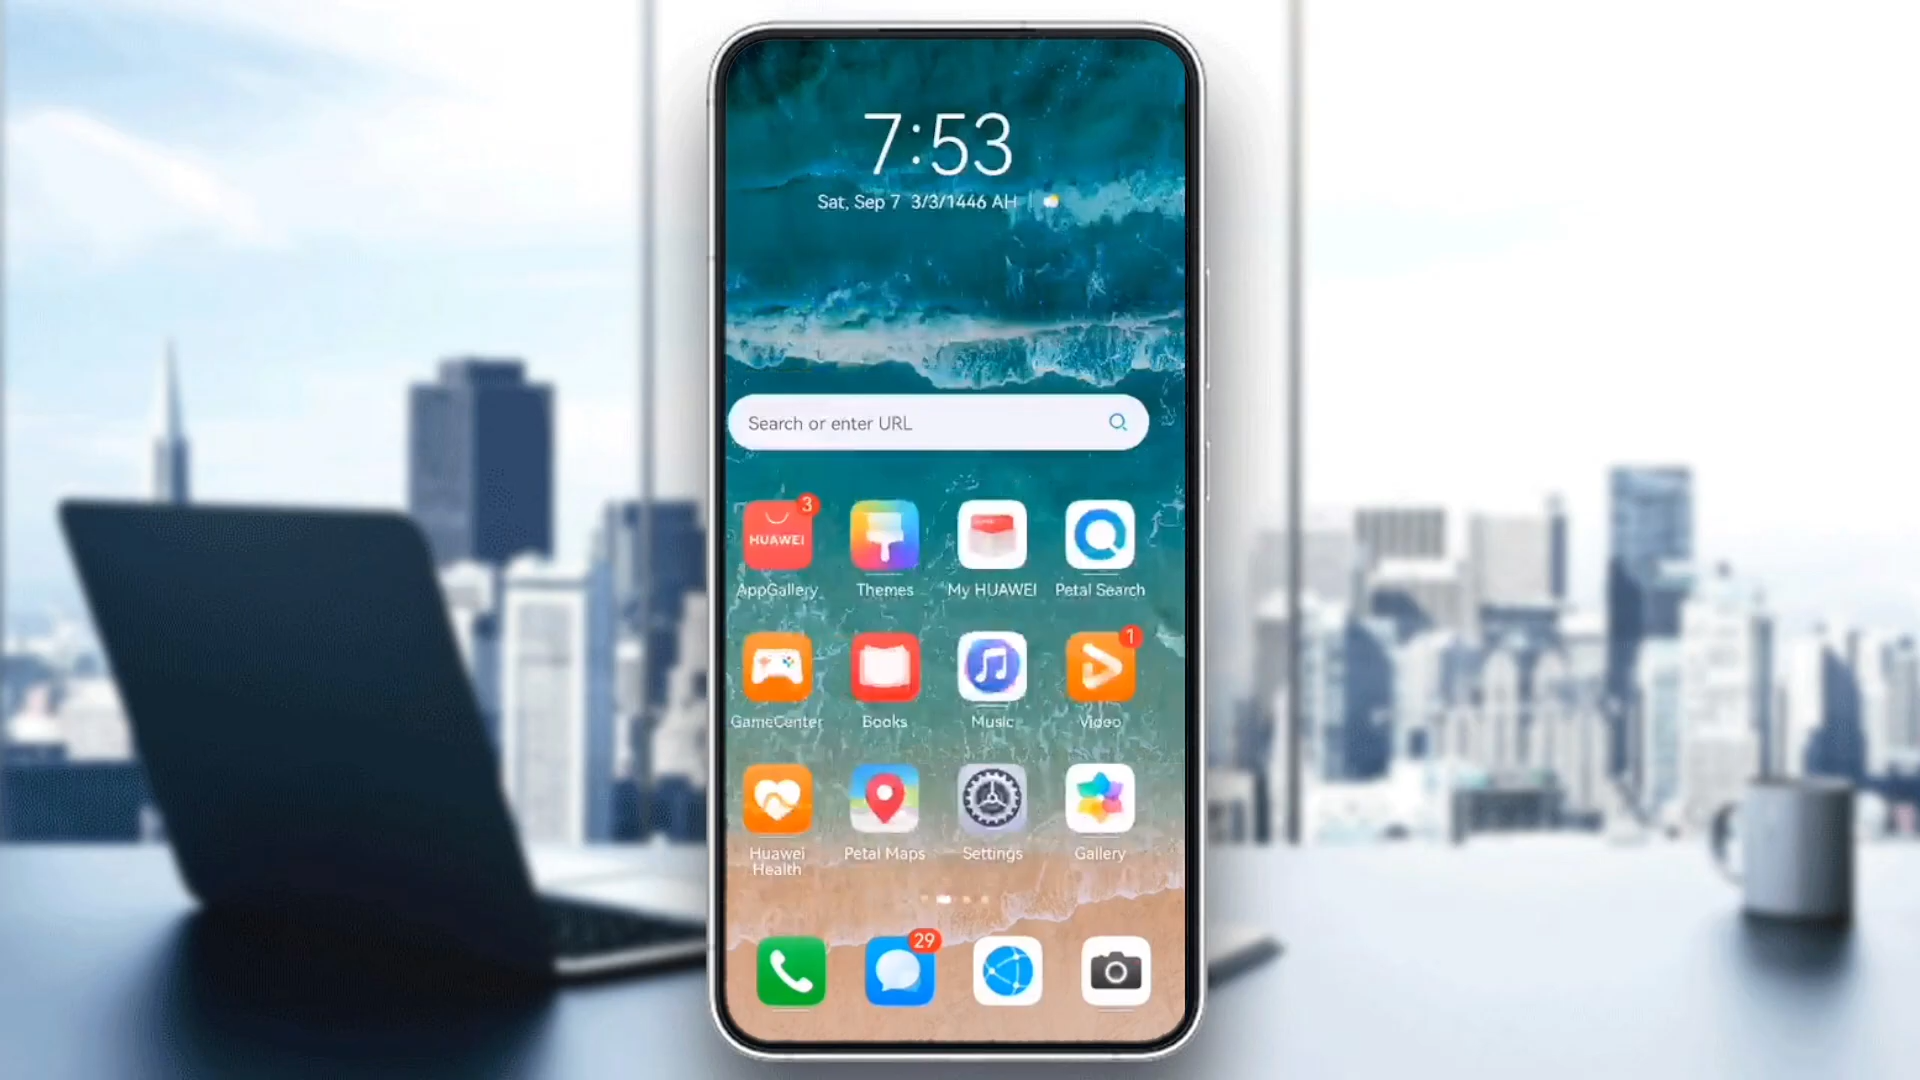 7:53
Sat, Sep 7 3/3/1446 AH
Search or enter URL
3
HUAWEI
AppGallery
Themes
My HUAWEI
Petal Search
1
GameCenter
Books
Music
Video
Huawei
Health
Petal Maps
Settings
Gallery
29